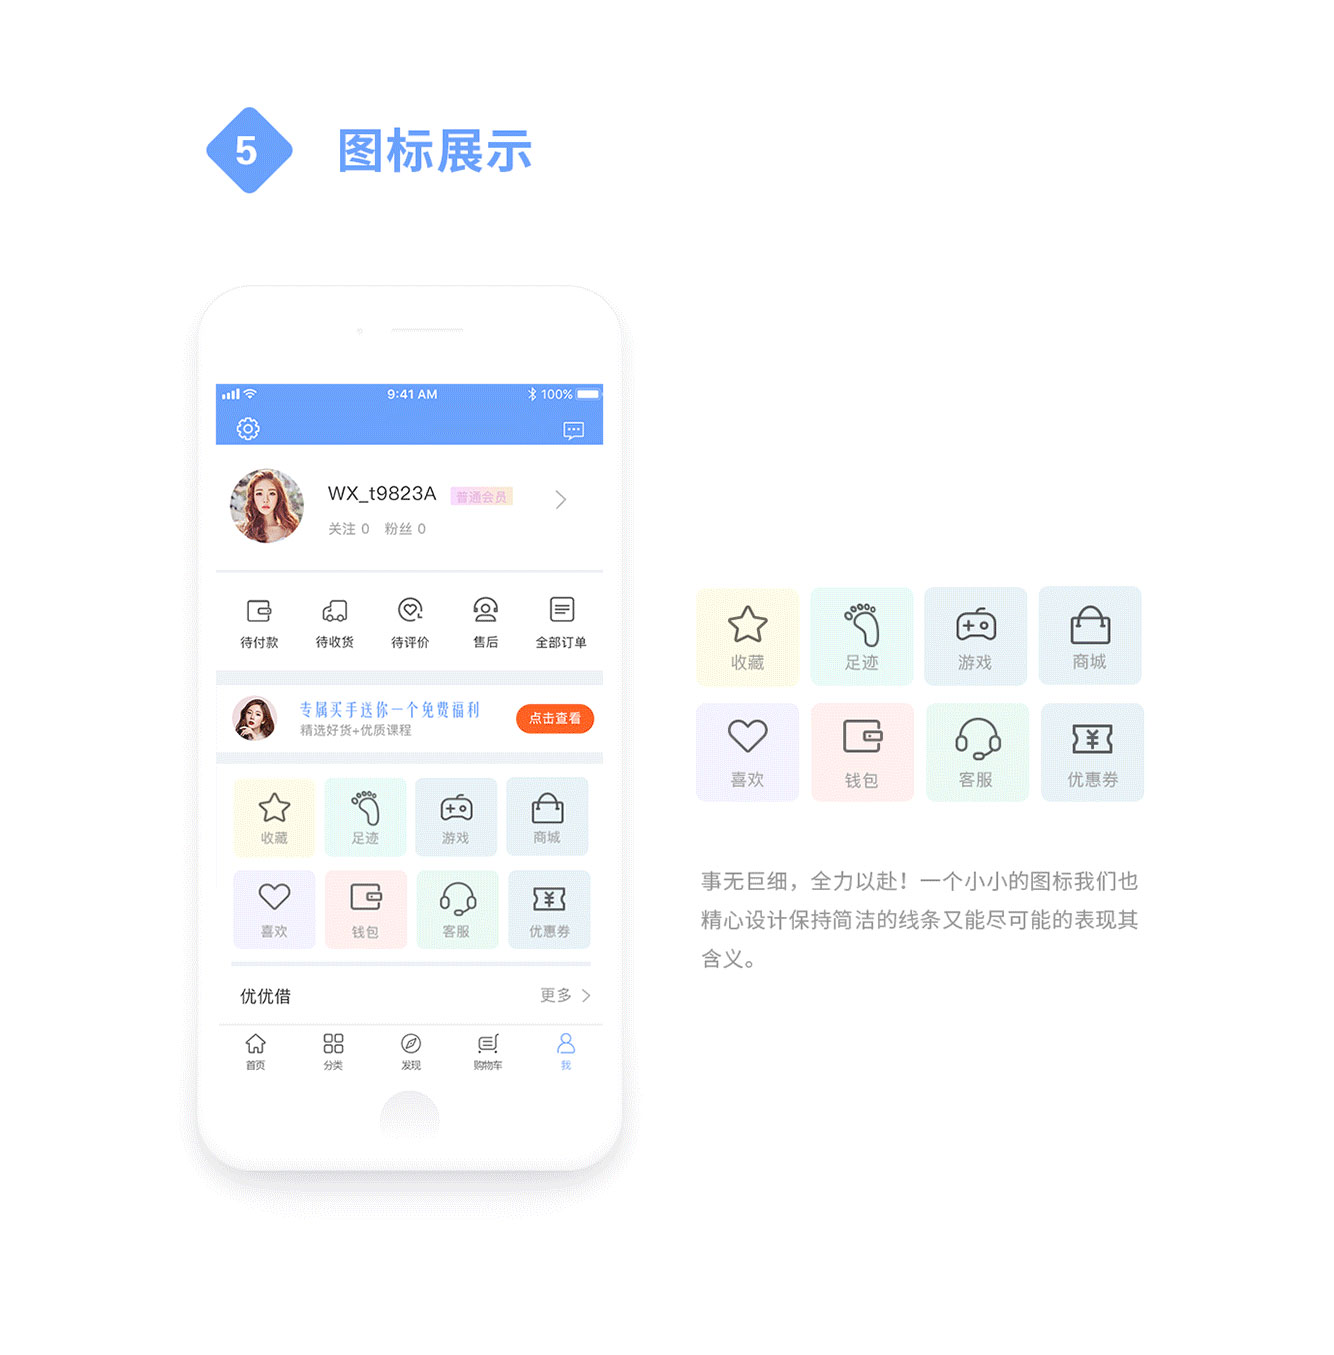 5
图标展示
9:41 AM
100%
WX_t9823A
普通会员
关注 0 粉丝 0
待付款
待收货
待评价
售后
全部订单
专属买手送你一个免费福利
精选好货+优质课程
点击查看
收藏
足迹
游戏
商城
喜欢
钱包
客服
优惠券
优优借
更多
首页
分类
发现
购物车
我
收藏
足迹
游戏
商城
喜欢
钱包
客服
优惠券
事无巨细，全力以赴！一个小小的图标我们也
精心设计保持简洁的线条又能尽可能的表现其
含义。